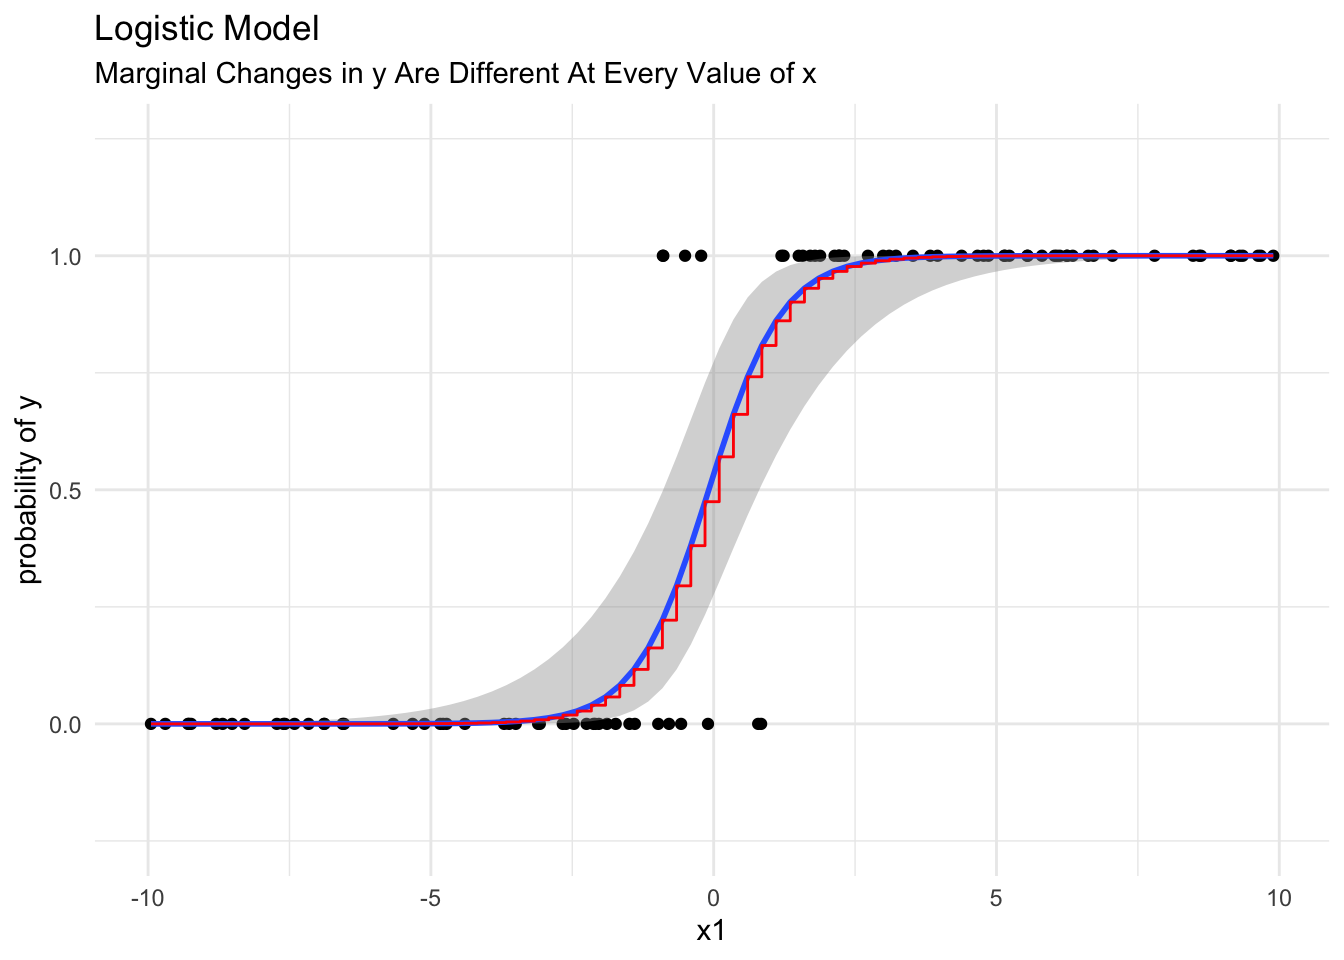 Logistic Model
Marginal Changes in y Are Different At Every Value of x
probability of y
1.0
0.5
0.0
-10 -5 0 5 10
x1